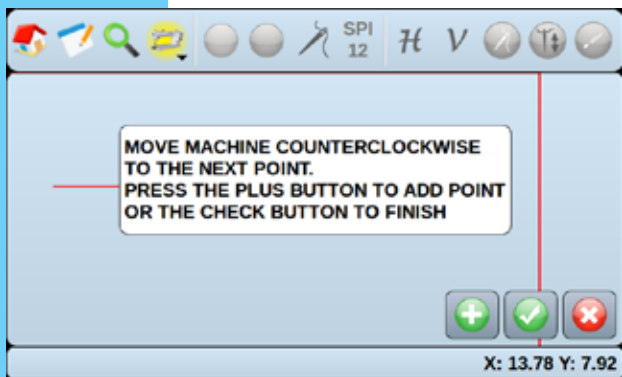 SPI
12
H V
MOVE MACHINE COUNTERCLOCKWISE
TO THE NEXT POINT.
PRESS THE PLUS BUTTON TO ADD POINT
OR THE CHECK BUTTON TO FINISH
X: 13.78 Y: 7.92